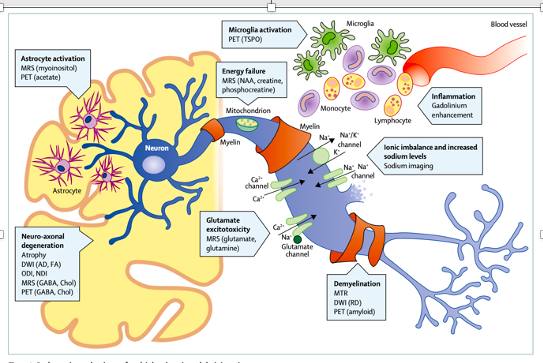 Microglia activation
PET (TSPO)
Microglia
Blood vessel
Astrocyte activation
MRS (myoinositol)
PET (acetate)
Energy failure
MRS (NAA, creatine,
phosphocreatine)
Mitochondrion
Myelin
Monocyte
Lymphocyte
Inflammation
Gadolinium
enhancement
Neuron
Myelin
Na⁺
Na⁺/K⁺
channel
K⁺
Ionic imbalance and increased
sodium levels
Sodium imaging
Astrocyte
Ca²⁺
channel
Ca²⁺
Na⁺
Na⁺
channel
Neuro-axonal
degeneration
Atrophy
DWI (AD, FA)
ODI, NDI
MRS (GABA, Chol)
PET (GABA, Chol)
Glutamate
excitotoxicity
MRS (glutamate,
glutamine)
Ca²⁺
Na⁺
Glutamate
channel
Demyelination
MTR
DWI (RD)
PET (amyloid)